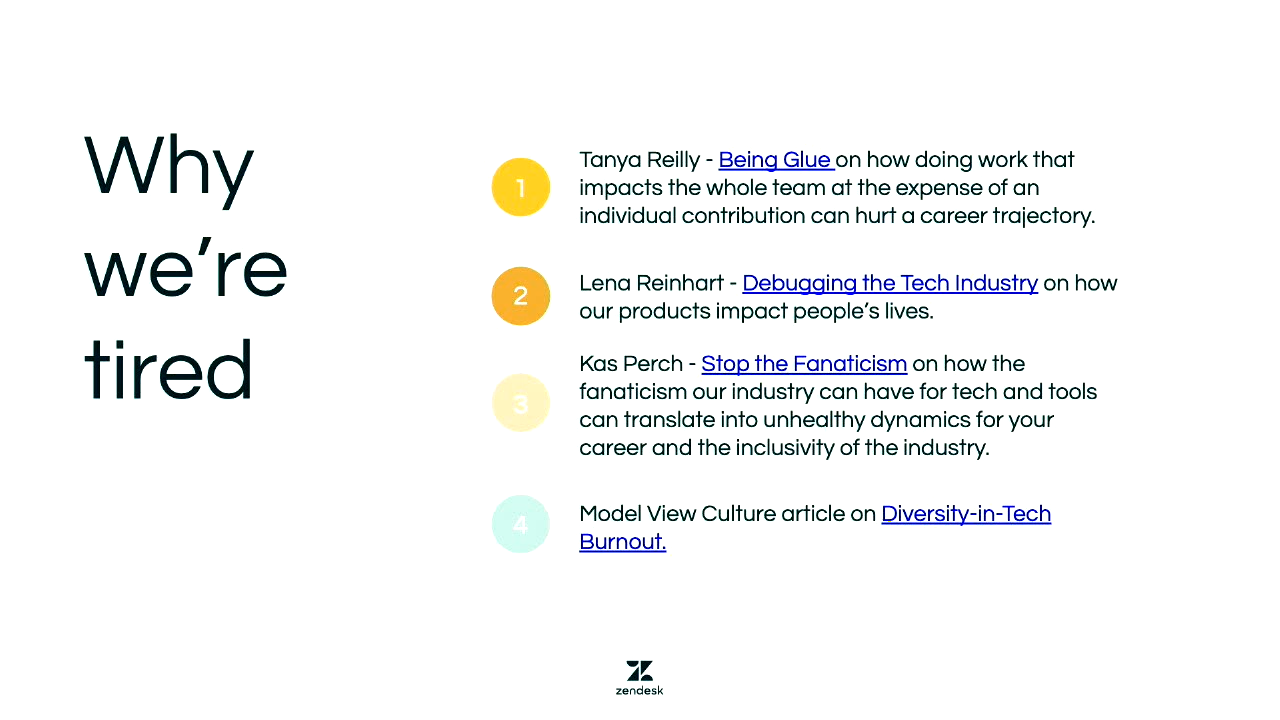 Why
we’re
tired
1
Tanya Reilly - Being Glue on how doing work that
impacts the whole team at the expense of an
individual contribution can hurt a career trajectory.
2
Lena Reinhart - Debugging the Tech Industry on how
our products impact people’s lives.
3
Kas Perch - Stop the Fanaticism on how the
fanaticism our industry can have for tech and tools
can translate into unhealthy dynamics for your
career and the inclusivity of the industry.
4
Model View Culture article on Diversity-in-Tech
Burnout.
zendesk